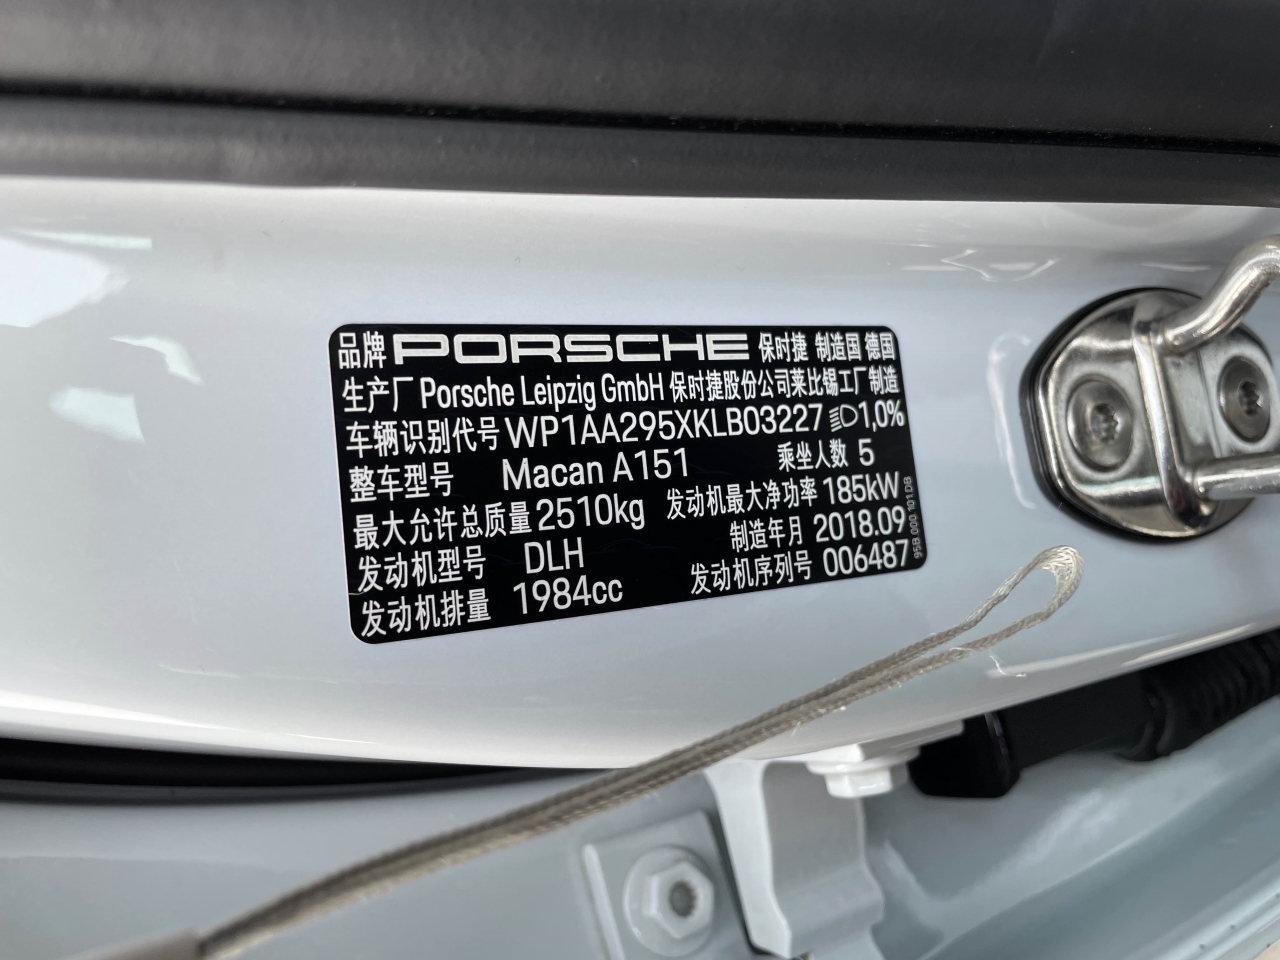 品牌 PORSCHE 保时捷 制造国 德国
生产厂 Porsche Leipzig GmbH 保时捷股份公司莱比锡工厂制造
车辆识别代号 WP1AA295XKLB03227 1,0%
整车型号 Macan A151 乘坐人数 5
最大允许总质量 2510kg 发动机最大净功率 185kW
发动机型号 DLH 制造年月 2018.09
发动机排量 1984cc 发动机序列号 006487
95B.000.101.DB